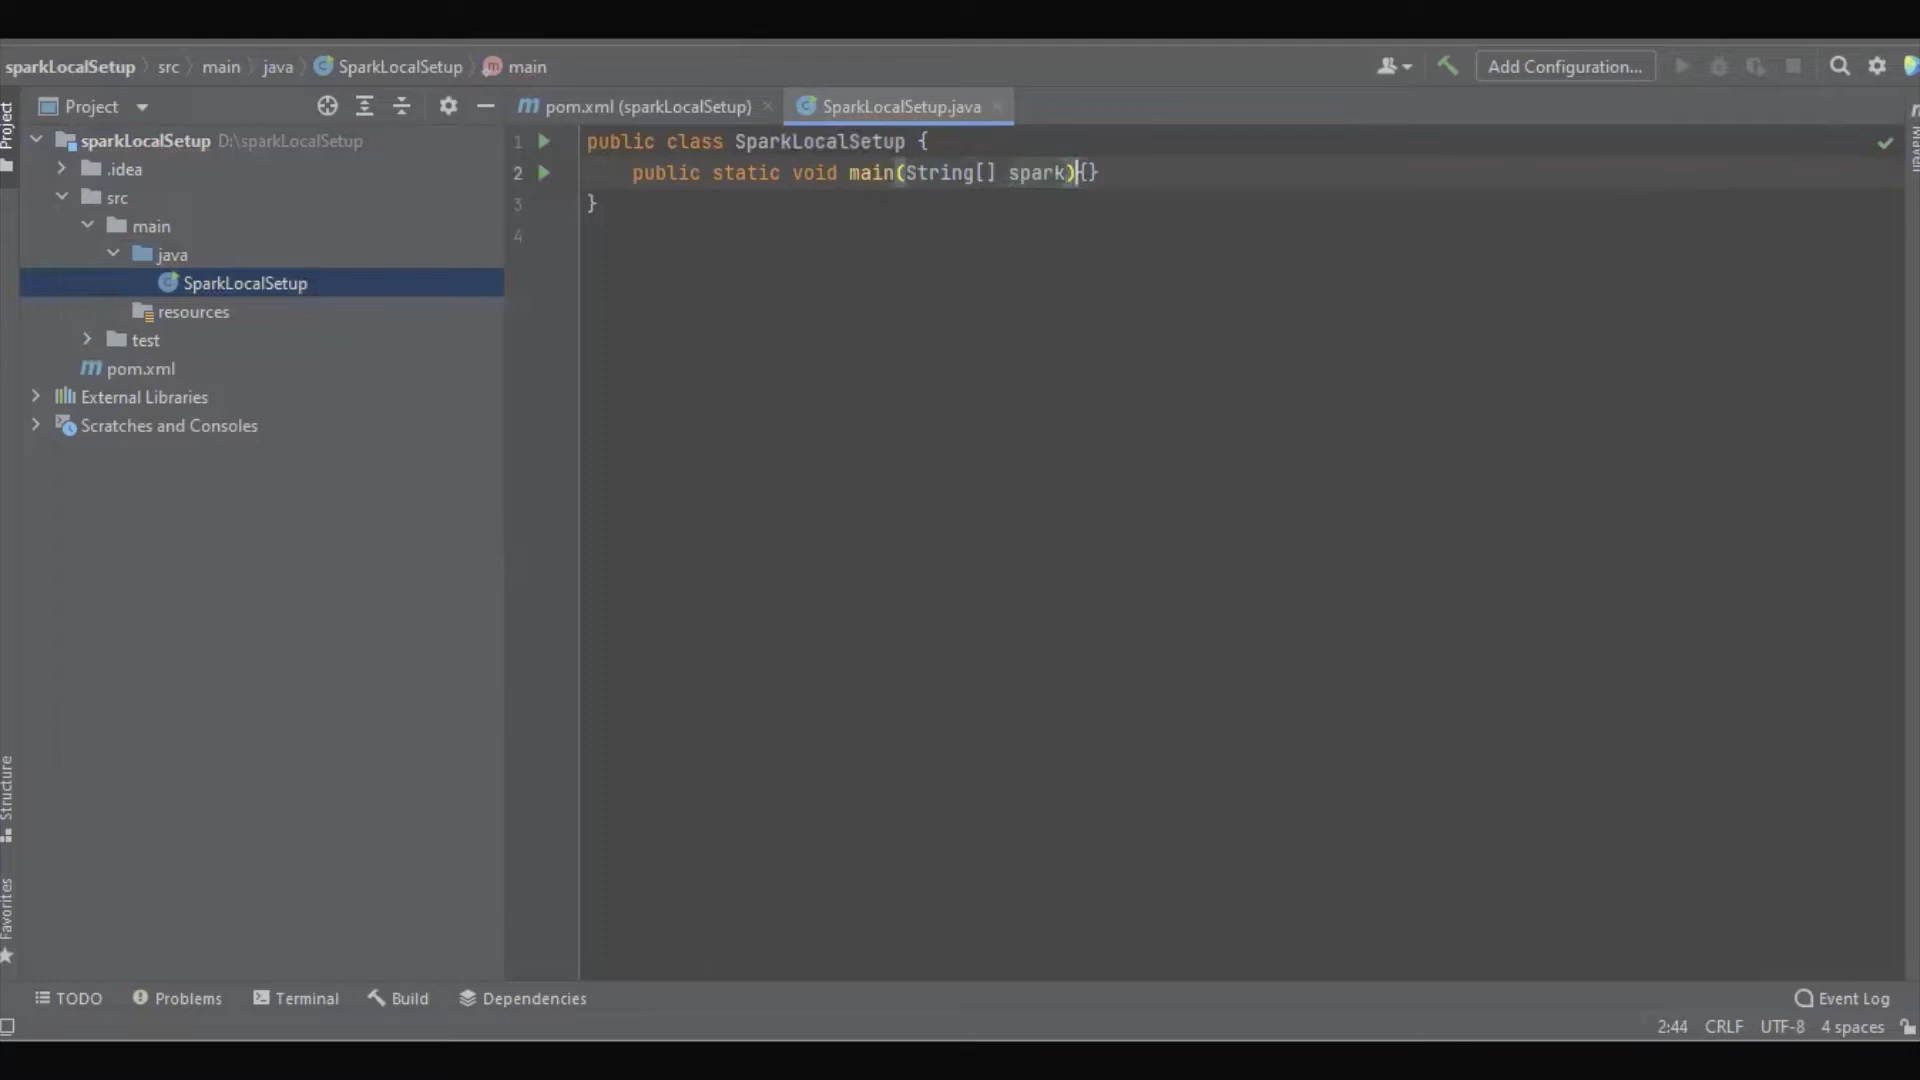 sparkLocalSetup src main java SparkLocalSetup main Add Configuration...
Project
Project
pom.xml (sparkLocalSetup)
SparkLocalSetup.java
sparkLocalSetup D:\sparkLocalSetup
.idea
src
main
java
SparkLocalSetup
resources
test
pom.xml
External Libraries
Scratches and Consoles
1 public class SparkLocalSetup {
2 public static void main(String[] spark){}
3 }
4
Maven
Structure
Favorites
TODO Problems Terminal Build Dependencies Event Log
2:44 CRLF UTF-8 4 spaces